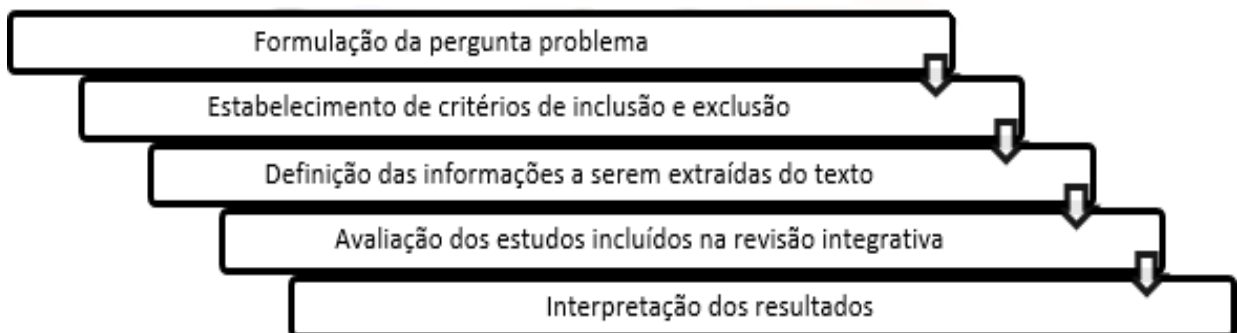 Formulação da pergunta problema
Estabelecimento de critérios de inclusão e exclusão
Definição das informações a serem extraídas do texto
Avaliação dos estudos incluídos na revisão integrativa
Interpretação dos resultados